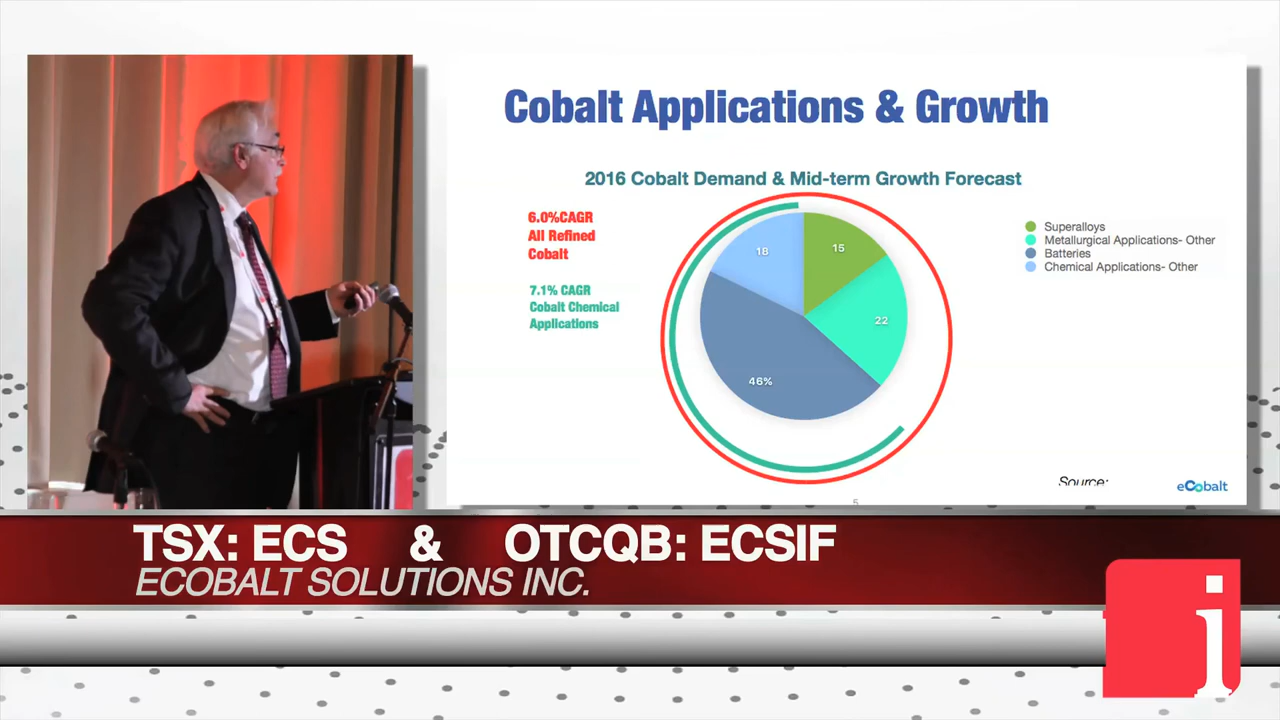 Cobalt Applications & Growth
2016 Cobalt Demand & Mid-term Growth Forecast
6.0%CAGR
All Refined
Cobalt
7.1% CAGR
Cobalt Chemical
Applications
15
22
46%
18
Superalloys
Metallurgical Applications- Other
Batteries
Chemical Applications- Other
Source:
eCobalt
5
TSX: ECS & OTCQB: ECSIF
ECOBALT SOLUTIONS INC.
i